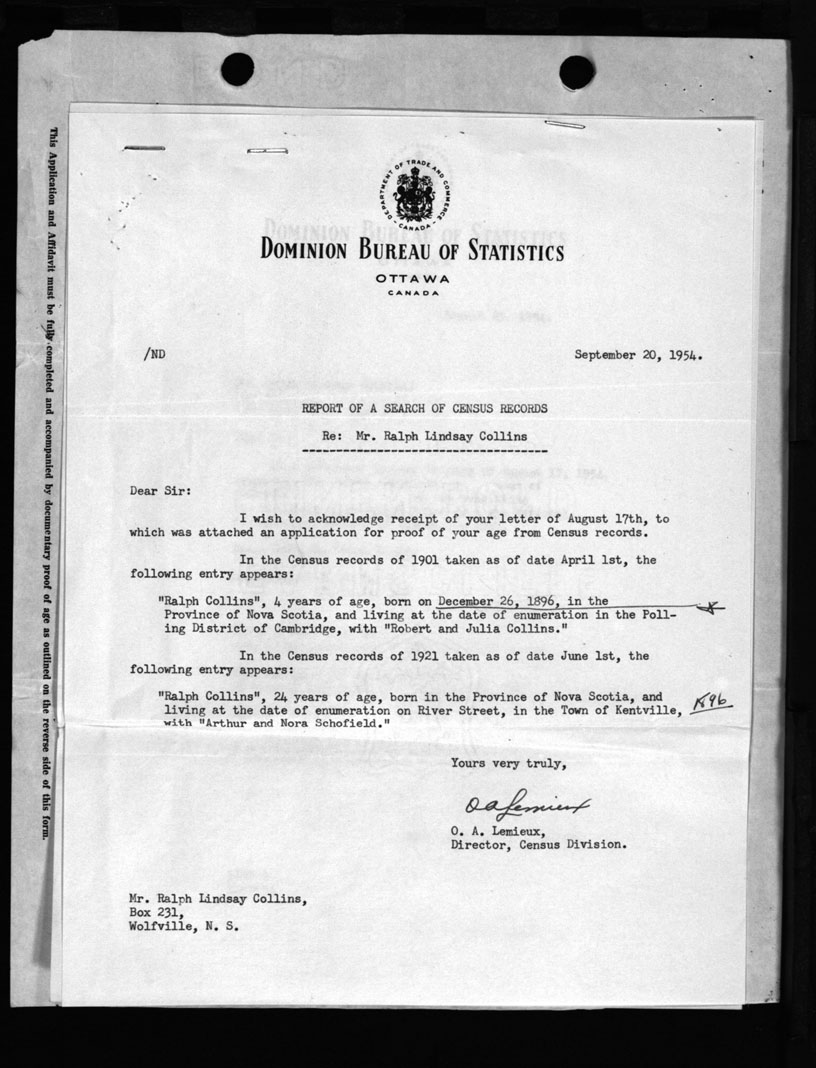 This Application and Affidavit must be fully completed and accompanied by documentary proof of age as outlined on the reverse side of this form.
DEPARTMENT OF TRADE AND COMMERCE
- CANADA -
DOMINION BUREAU OF STATISTICS
OTTAWA
CANADA
/ND
September 20, 1954.
REPORT OF A SEARCH OF CENSUS RECORDS
Re: Mr. Ralph Lindsay Collins
Dear Sir:
I wish to acknowledge receipt of your letter of August 17th, to
which was attached an application for proof of your age from Census records.
In the Census records of 1901 taken as of date April 1st, the
following entry appears:
"Ralph Collins", 4 years of age, born on December 26, 1896, in the
Province of Nova Scotia, and living at the date of enumeration in the Poll-
ing District of Cambridge, with "Robert and Julia Collins."
In the Census records of 1921 taken as of date June 1st, the
following entry appears:
"Ralph Collins", 24 years of age, born in the Province of Nova Scotia, and
living at the date of enumeration on River Street, in the Town of Kentville, 1896
with "Arthur and Nora Schofield."
Yours very truly,
O A Lemieux
O. A. Lemieux,
Director, Census Division.
Mr. Ralph Lindsay Collins,
Box 231,
Wolfville, N. S.